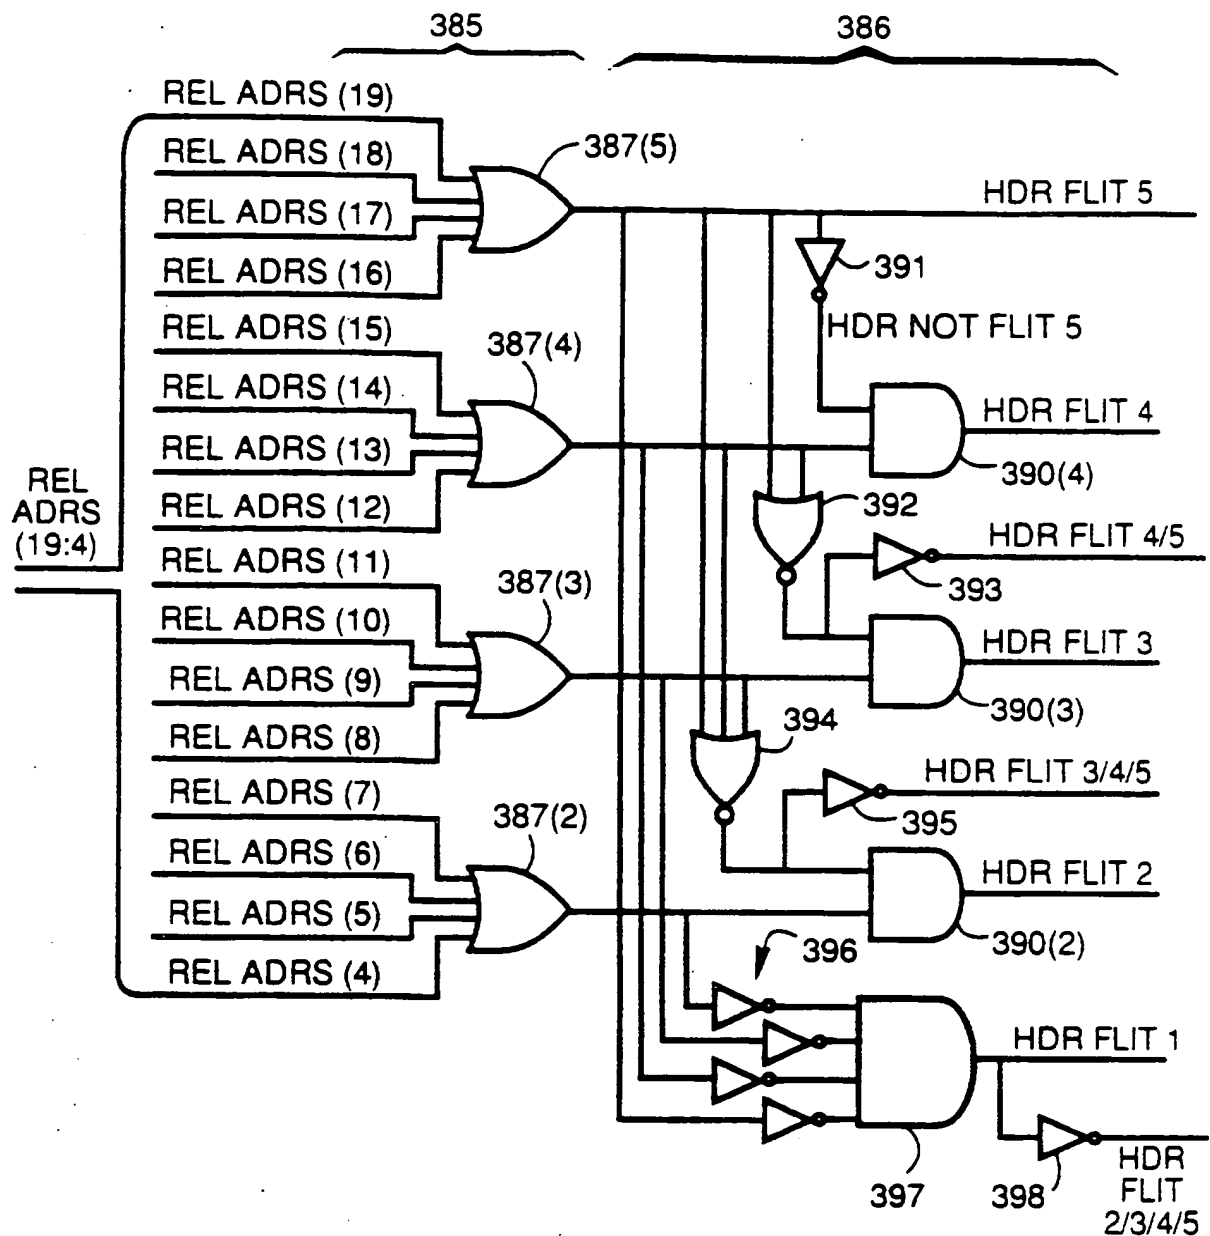 385
386
REL ADRS (19)
REL ADRS (18)
387(5)
REL ADRS (17)
HDR FLIT 5
REL ADRS (16)
391
HDR NOT FLIT 5
REL ADRS (15)
387(4)
REL ADRS (14)
HDR FLIT 4
REL ADRS (13)
390(4)
REL
ADRS
(19:4)
REL ADRS (12)
392
HDR FLIT 4/5
REL ADRS (11)
387(3)
393
REL ADRS (10)
HDR FLIT 3
REL ADRS (9)
390(3)
REL ADRS (8)
394
HDR FLIT 3/4/5
REL ADRS (7)
387(2)
395
REL ADRS (6)
HDR FLIT 2
REL ADRS (5)
390(2)
396
REL ADRS (4)
HDR FLIT 1
397
398
HDR
FLIT
2/3/4/5